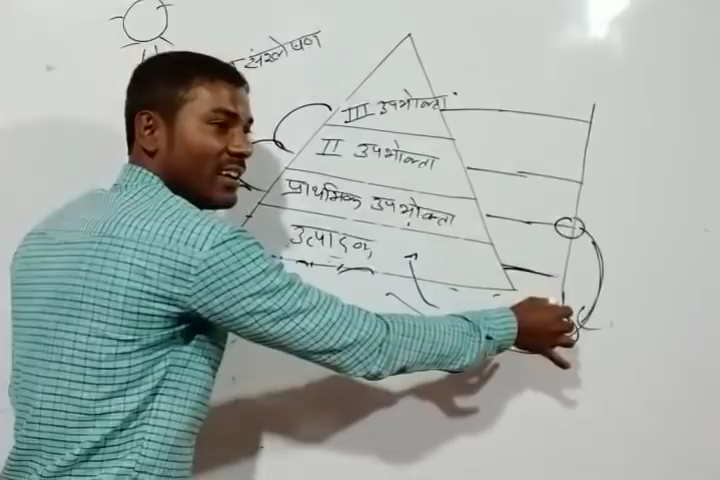 संश्लेषण
III उपभोक्ता
II उपभोक्ता
प्राथमिक उपभोक्ता
उत्पादक